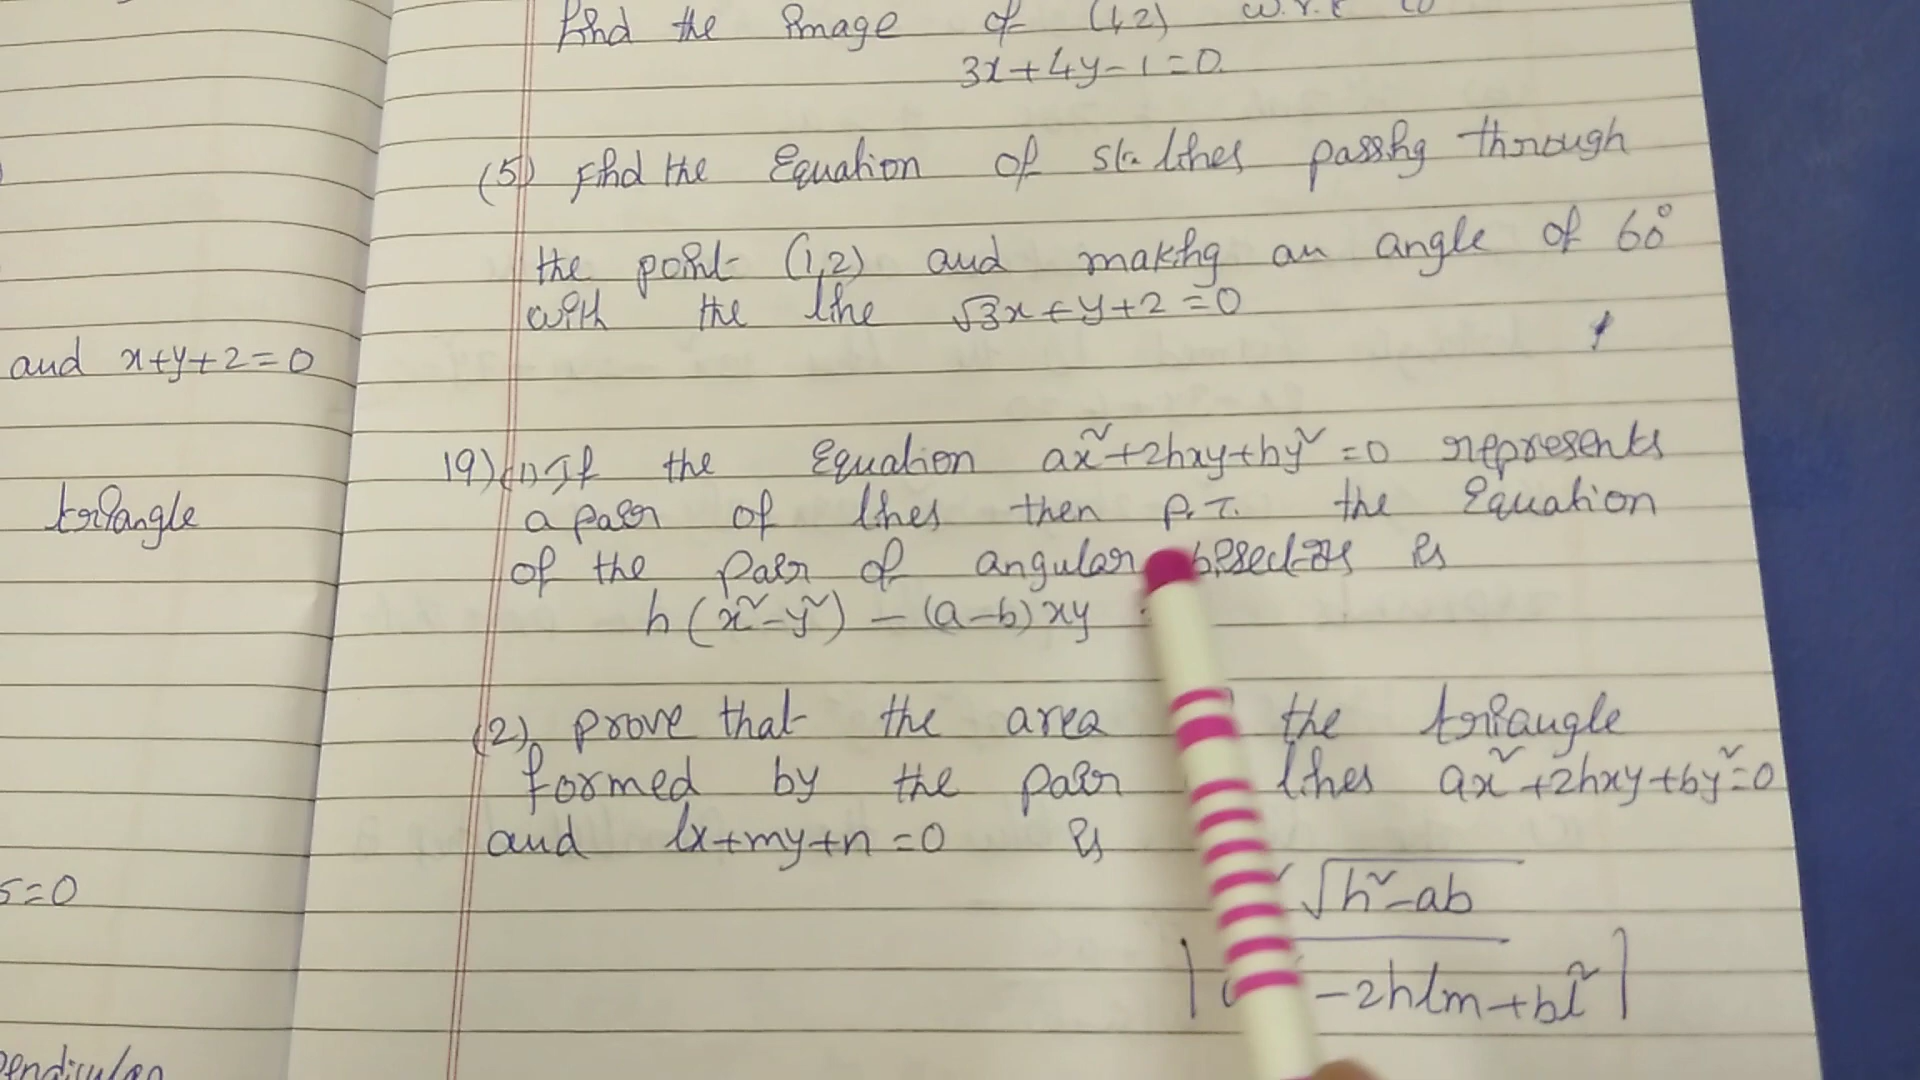 and x+y+2=0
triangle
5=0
find the image of (1,2) w.r.t
3x+4y-1=0.
(5) Find the Equation of st. lines passing through
the point (1,2) and making an angle of 60°
with the line √3x+y+2=0
19)(1) If the Equation ax²+2hxy+by²=0 represents
a pair of lines then P.T. the Equation
of the pair of angular bisectors is
h(x²-y²) - (a-b)xy
(2) prove that the area the triangle
formed by the pair lines ax²+2hxy+by²=0
and lx+my+n=0 is
√h²-ab
-2hlm+bl²|